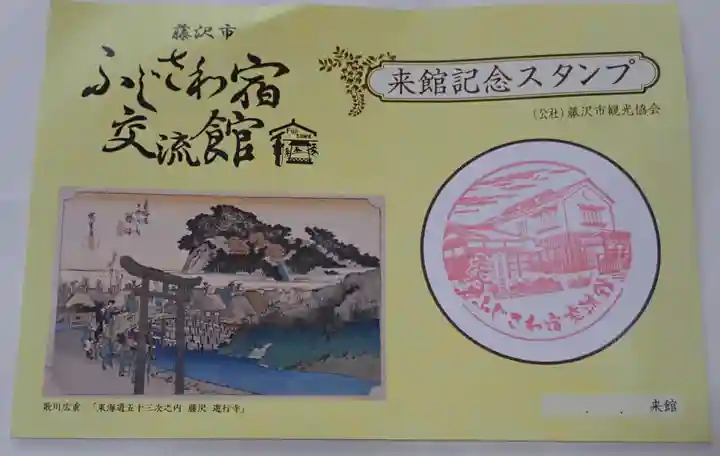 藤沢市
ふじさわ宿
交流館
来館記念スタンプ
(公社)藤沢市観光協会
ふじさわ宿交流館
歌川広重 「東海道五十三次之内 藤沢 遊行寺」
. . 来館